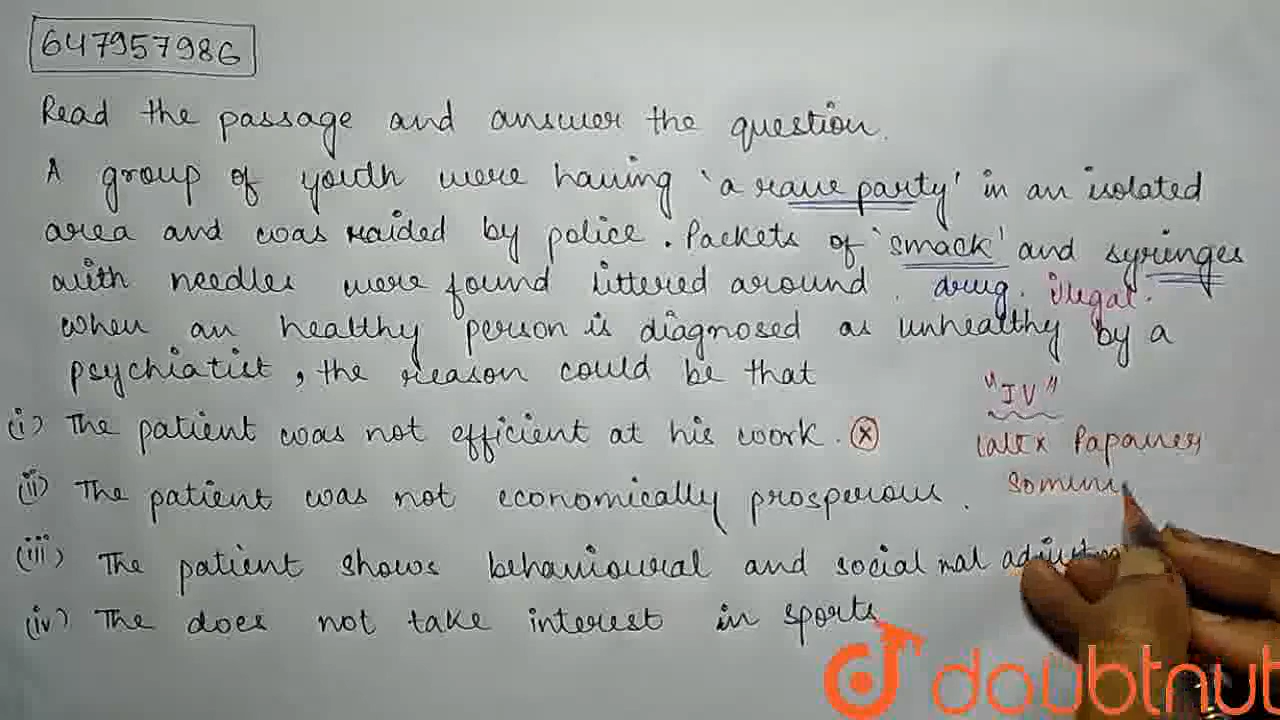 647957986
Read the passage and answer the question.
A group of youth were having 'a rave party' in an isolated
area and was raided by police. Packets of 'smack' and syringes
with needles were found littered around. drug. illegal.
when an healthy person is diagnosed as unhealthy by a
psychiatist, the reason could be that
"IV"
(i) The patient was not efficient at his work. x
latex Papaver
(ii) The patient was not economically prosperous.
(iii) The patient shows behavioural and social mal
(iv) The does not take interest in sports
doubtnut